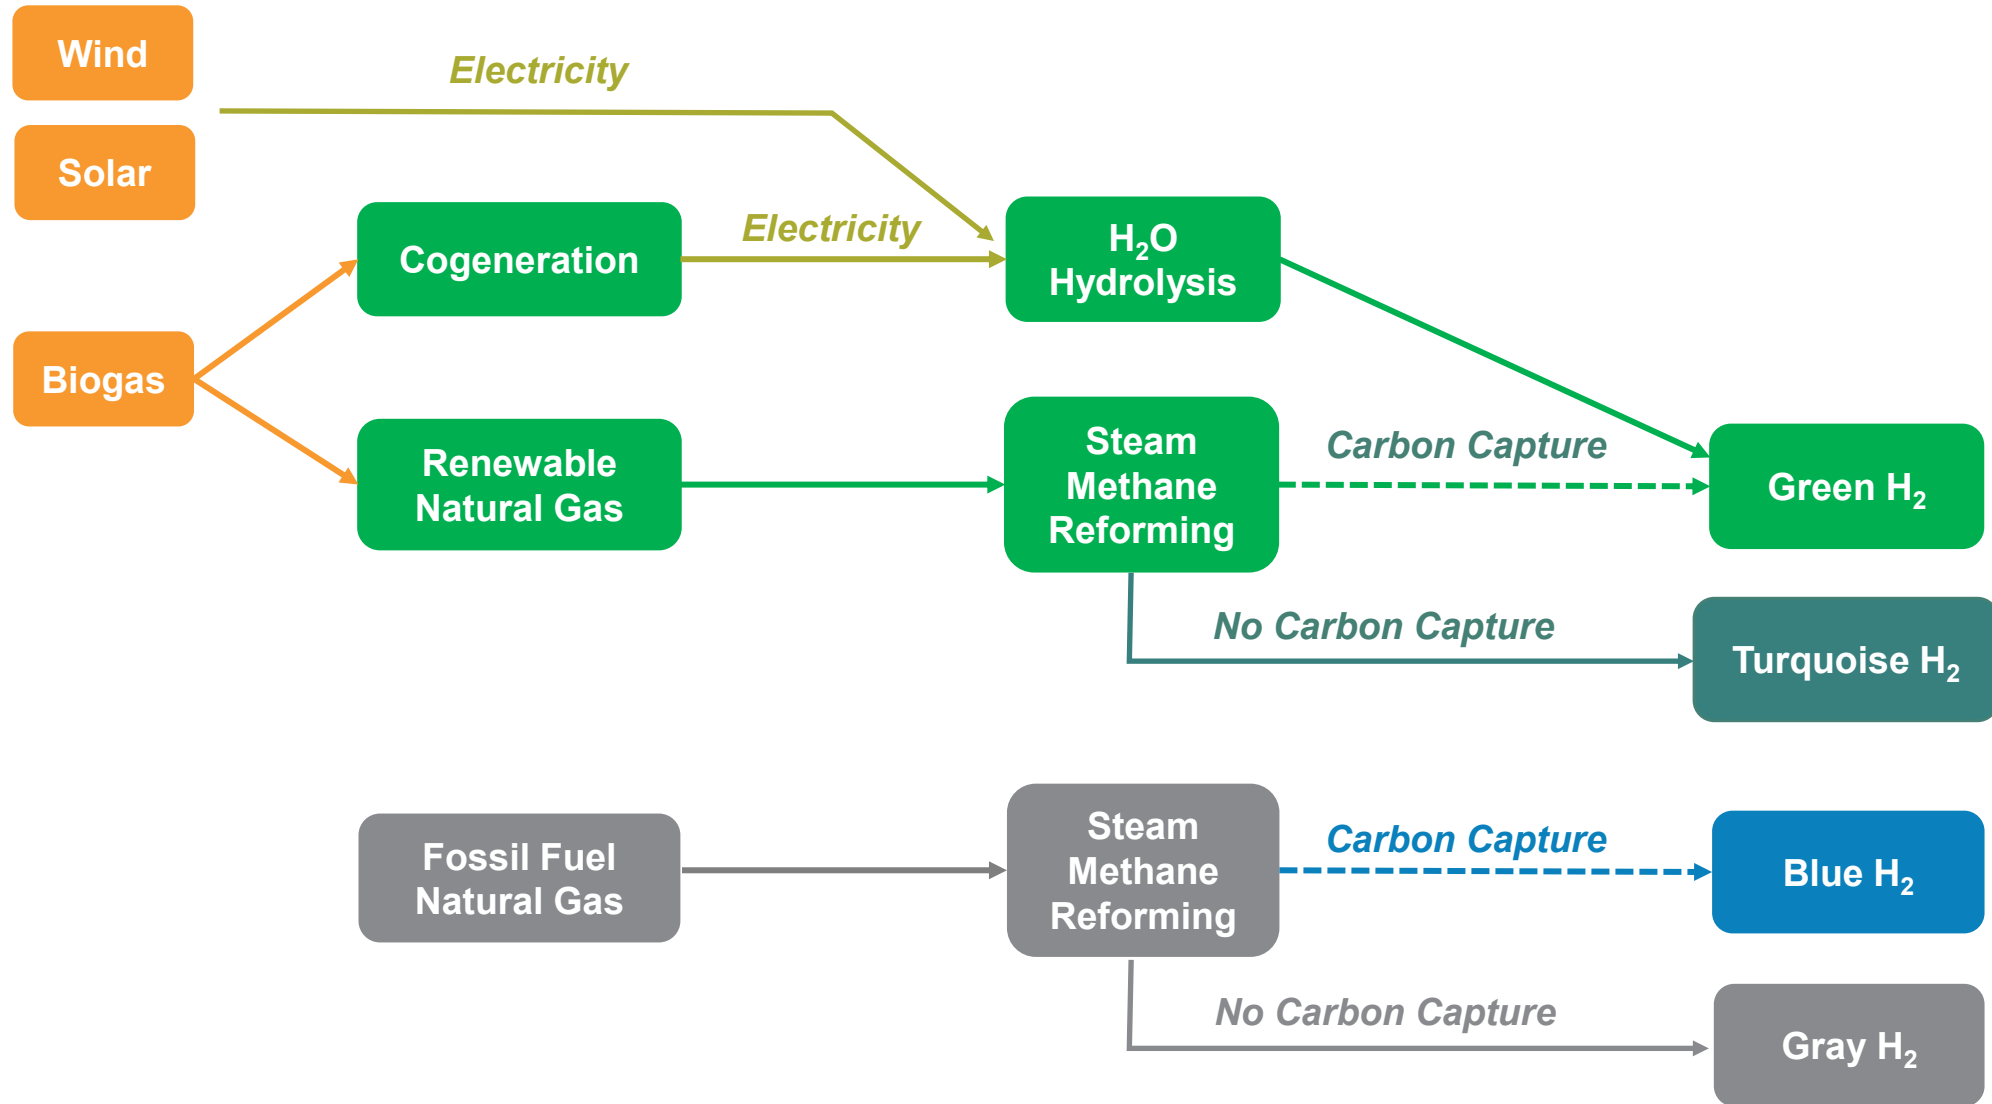 Wind
Electricity
Solar
Cogeneration
Electricity
H₂O
Hydrolysis
Biogas
Renewable
Natural Gas
Steam
Methane
Reforming
Carbon Capture
Green H₂
No Carbon Capture
Turquoise H₂
Fossil Fuel
Natural Gas
Steam
Methane
Reforming
Carbon Capture
Blue H₂
No Carbon Capture
Gray H₂